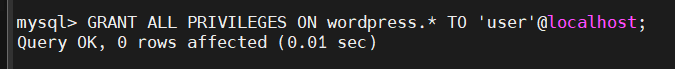 mysql> GRANT ALL PRIVILEGES ON wordpress.* TO 'user'@localhost;
Query OK, 0 rows affected (0.01 sec)